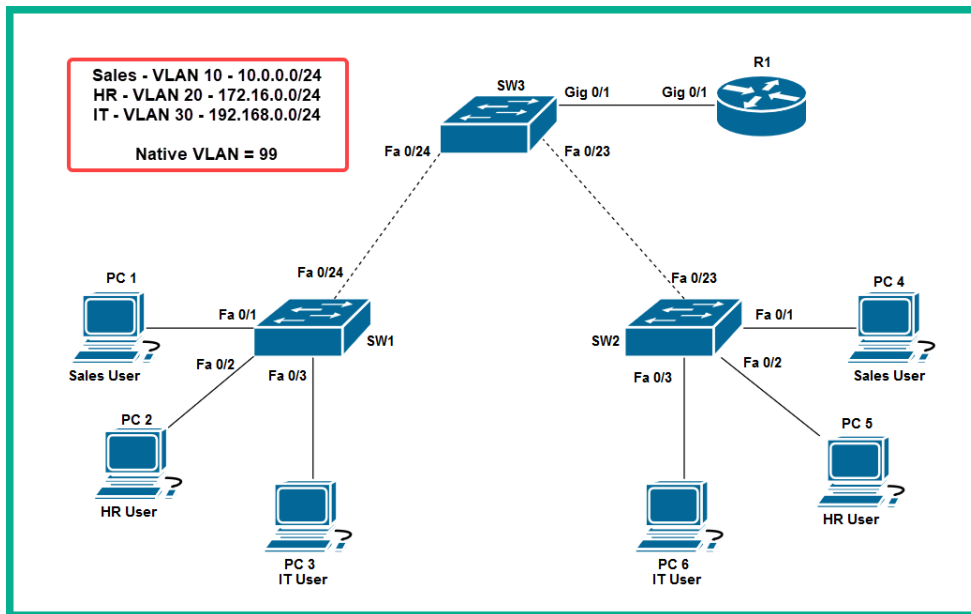 Sales - VLAN 10 - 10.0.0.0/24
HR - VLAN 20 - 172.16.0.0/24
IT - VLAN 30 - 192.168.0.0/24
Native VLAN = 99
R1
SW3
Gig 0/1
Gig 0/1
Fa 0/24
Fa 0/23
Fa 0/24
Fa 0/23
PC 1
PC 4
Fa 0/1
Fa 0/1
SW1
SW2
Sales User
Fa 0/2
Fa 0/3
Fa 0/3
Fa 0/2
Sales User
PC 2
PC 5
HR User
HR User
PC 3
IT User
PC 6
IT User